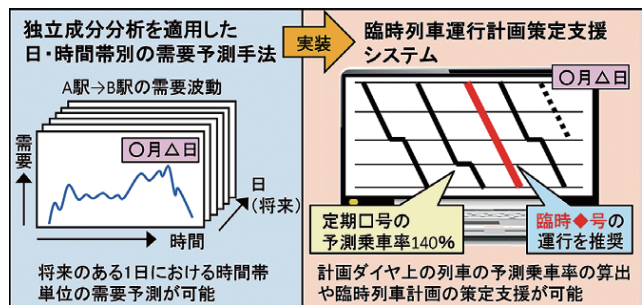 独立成分分析を適用した
日・時間帯別の需要予測手法
実装
臨時列車運行計画策定支援
システム
A駅→B駅の需要波動
〇月△日
需要
日
(将来)
時間
将来のある1日における時間帯
単位の需要予測が可能
〇月△日
定期口号の
予測乗車率140%
臨時◆号の
運行を推奨
計画ダイヤ上の列車の予測乗車率の算出
や臨時列車計画の策定支援が可能